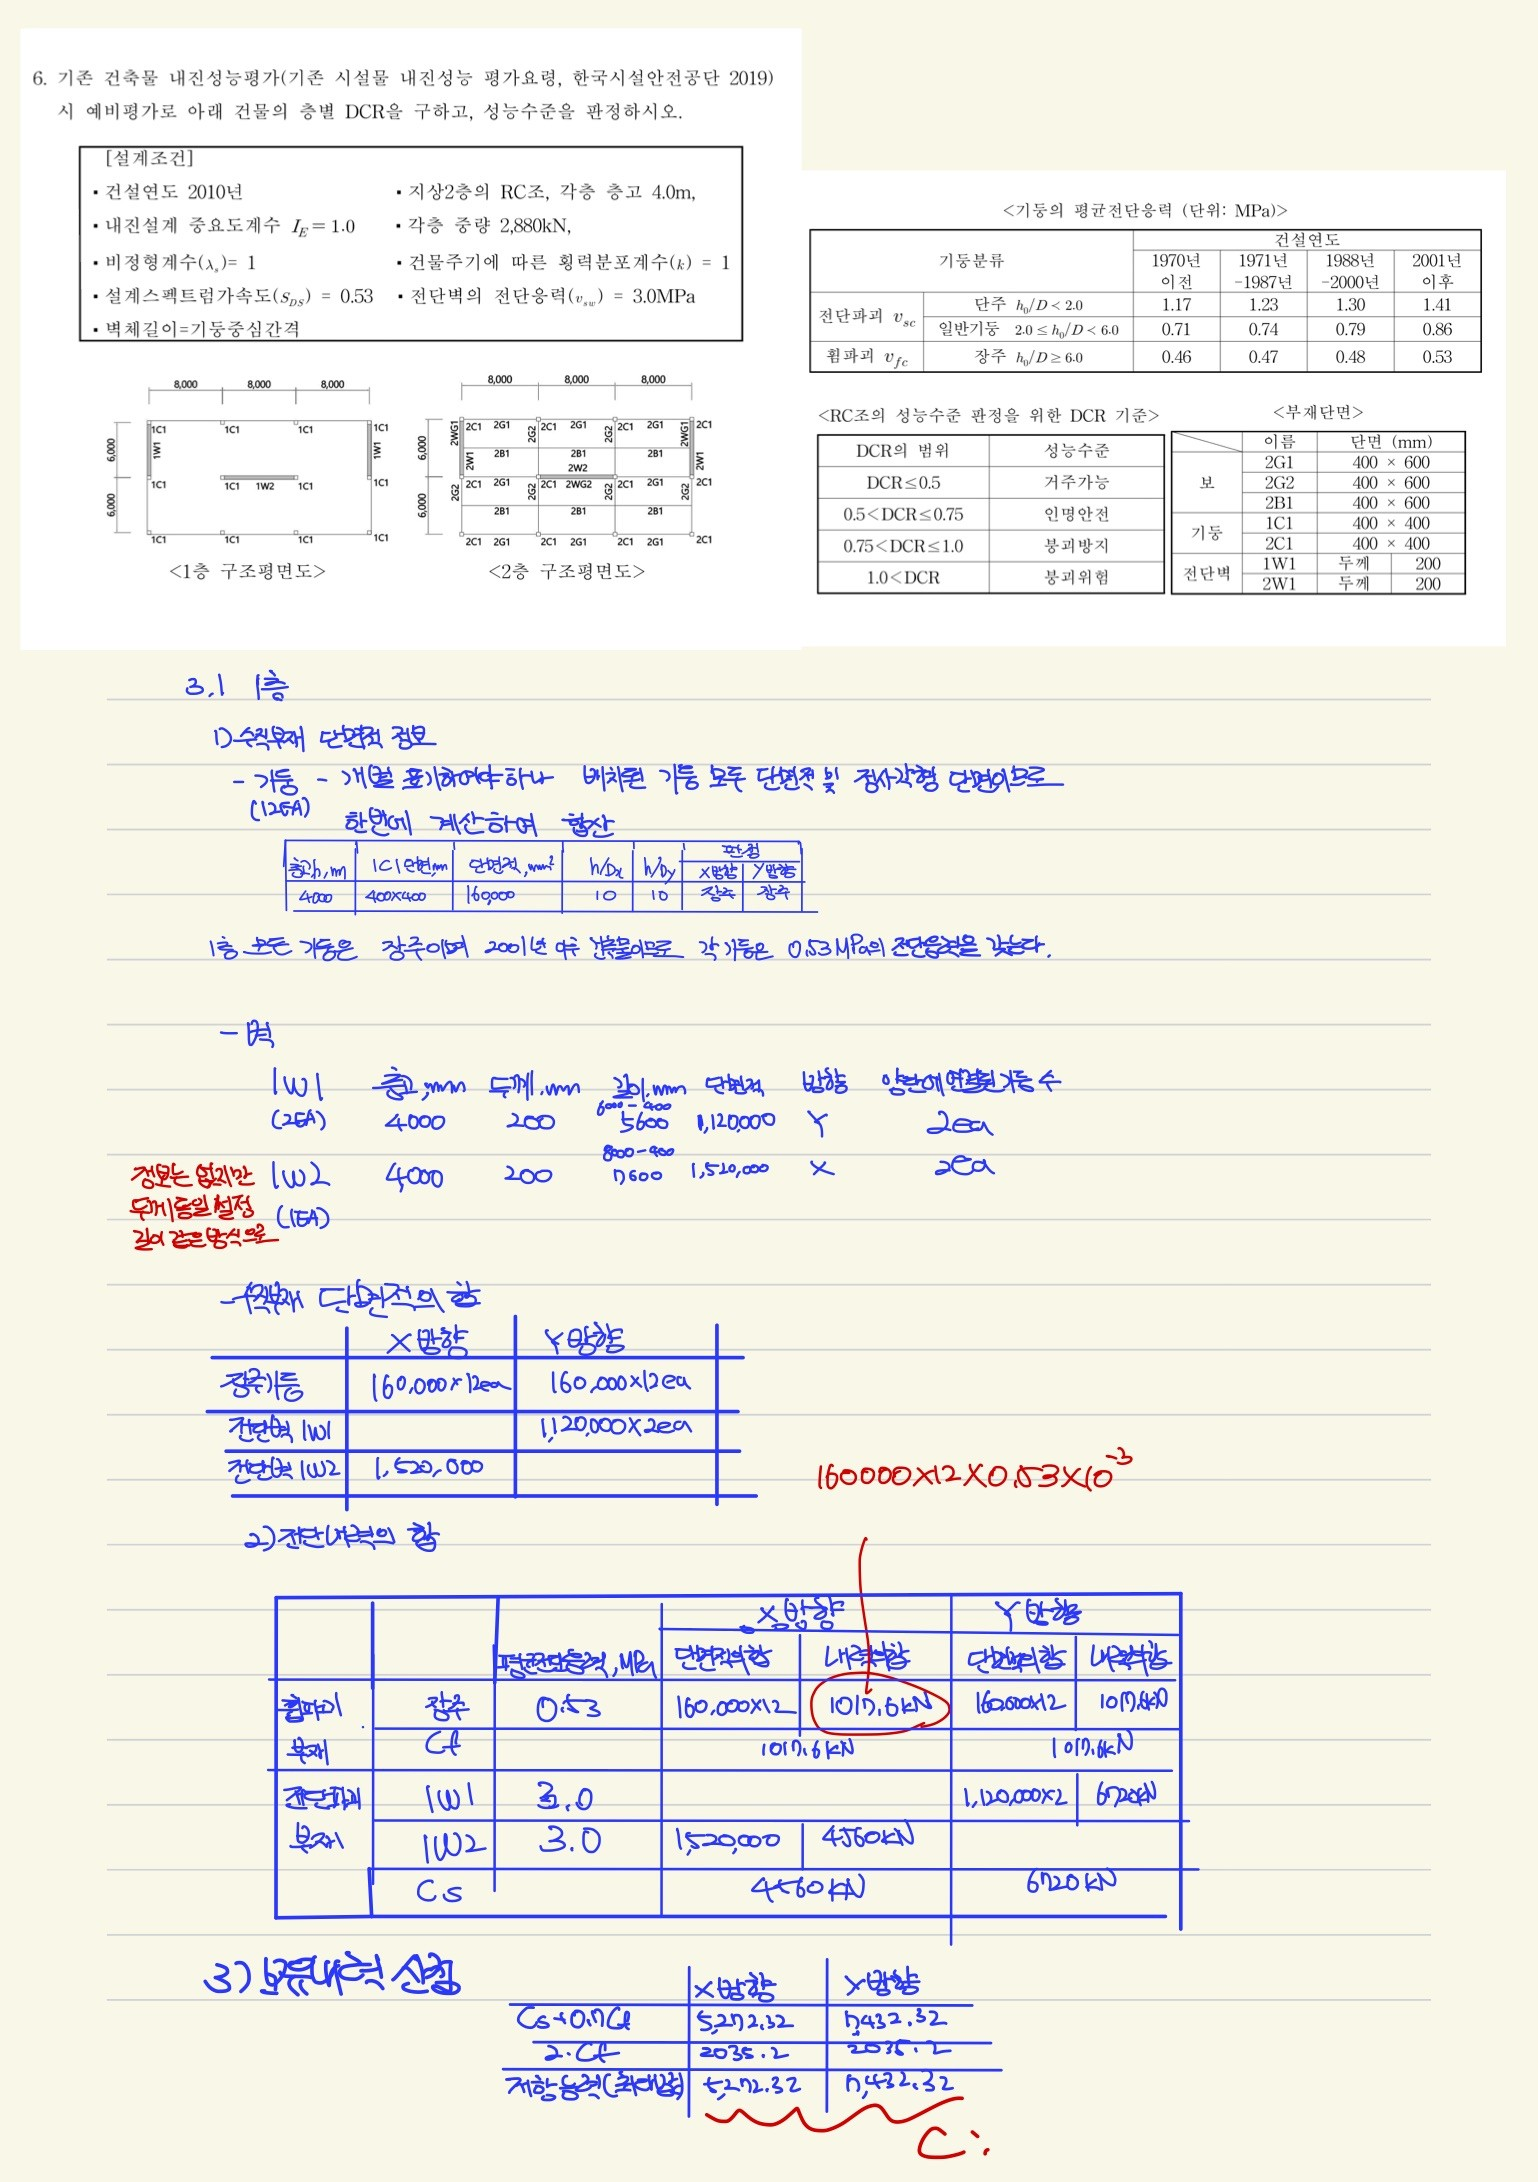 6. 기존 건축물 내진성능평가(기존 시설물 내진성능 평가요령, 한국시설안전공단 2019)
시 예비평가로 아래 건물의 층별 DCR을 구하고, 성능수준을 판정하시오.
[설계조건]
▪ 건설연도 2010년 ▪ 지상2층의 RC조, 각층 층고 4.0m,
▪ 내진설계 중요도계수 I_E = 1.0 ▪ 각층 중량 2,880kN,
▪ 비정형계수(λ_s)= 1 ▪ 건물주기에 따른 횡력분포계수(k) = 1
▪ 설계스펙트럼가속도(S_DS) = 0.53 ▪ 전단벽의 전단응력(v_sw) = 3.0MPa
▪ 벽체길이=기둥중심간격
8,000 8,000 8,000
6,000
6,000
1C1 1C1 1C1 1C1
1W1 1W1
1C1 1C1 1W2 1C1 1C1
1C1 1C1 1C1 1C1
<1층 구조평면도>
8,000 8,000 8,000
6,000
6,000
2WG1 2C1 2G1 2G2 2C1 2G1 2C1 2G1 2WG1 2C1
2W1 2B1 2B1 2B1 2W1
2W2
2G2 2C1 2G1 2G2 2C1 2WG2 2G2 2C1 2G1 2G2 2C1
2B1 2B1 2B1
2C1 2G1 2C1 2G1 2C1 2G1 2C1
<2층 구조평면도>
<기둥의 평균전단응력 (단위: MPa)>
기둥분류 건설연도
1970년 이전 1971년 -1987년 1988년 -2000년 2001년 이후
전단파괴 v_sc 단주 h_0/D < 2.0 1.17 1.23 1.30 1.41
일반기둥 2.0 ≤ h_0/D < 6.0 0.71 0.74 0.79 0.86
휨파괴 v_fc 장주 h_0/D ≥ 6.0 0.46 0.47 0.48 0.53
<RC조의 성능수준 판정을 위한 DCR 기준>
DCR의 범위 성능수준
DCR≤0.5 거주가능
0.5<DCR≤0.75 인명안전
0.75<DCR≤1.0 붕괴방지
1.0<DCR 붕괴위험
<부재단면>
이름 단면 (mm)
보 2G1 400 × 600
2G2 400 × 600
2B1 400 × 600
기둥 1C1 400 × 400
2C1 400 × 400
전단벽 1W1 두께 200
2W1 두께 200
3.1 1층
1) 수직부재 단면적 정보
- 기둥 - 개별 표기하여야하나 배치된 기둥 모두 단면적 및 정사각형 단면이므로
(12EA) 한번에 계산하여 합산
층고h, m 1C1 단면, mm 단면적, mm² h/Dx h/Dy 판정
X방향 Y방향
4000 400×400 160,000 10 10 장주 장주
1층 모든 기둥은 장주이며 2001년 이후 건축물이므로 각 기둥은 0.53MPa의 전단응력을 갖는다.
- 벽
1W1 층고, mm 두께, mm 길이, mm 단면적 방향 양단에 연결된 기둥 수
6000-400
(2EA) 4000 200 5600 1,120,000 Y 2ea
8000-400
1W2 4,000 200 7600 1,520,000 X 2ea
(1EA)
정보는 없지만
두께 동일 설정
길이 같은 방식으로
- 수직부재 단면적의 합
X방향 Y방향
장주기둥 160,000×12ea 160,000×12ea
전단벽 1W1 1,120,000×2ea
전단벽 1W2 1,520,000
160000×12×0.53×10⁻³
2) 전단내력의 합
X방향 Y방향
평균전단응력, MPa 단면적의합 내력의합 단면적의합 내력의합
휨파괴 장주 0.53 160,000×12 1017.6kN 160,000×12 1017.6kN
부재 Cf 1017.6kN 1017.6kN
전단파괴 1W1 3.0 1,120,000×2 6720kN
부재 1W2 3.0 1,520,000 4560kN
Cs 4560kN 6720kN
3) 보유내력 산정
X방향 X방향
Cs+0.7Cf 5,272.32 7,432.32
2·Cf 2035.2 2035.2
저항능력(최대값) 5,272.32 7,432.32
Ci